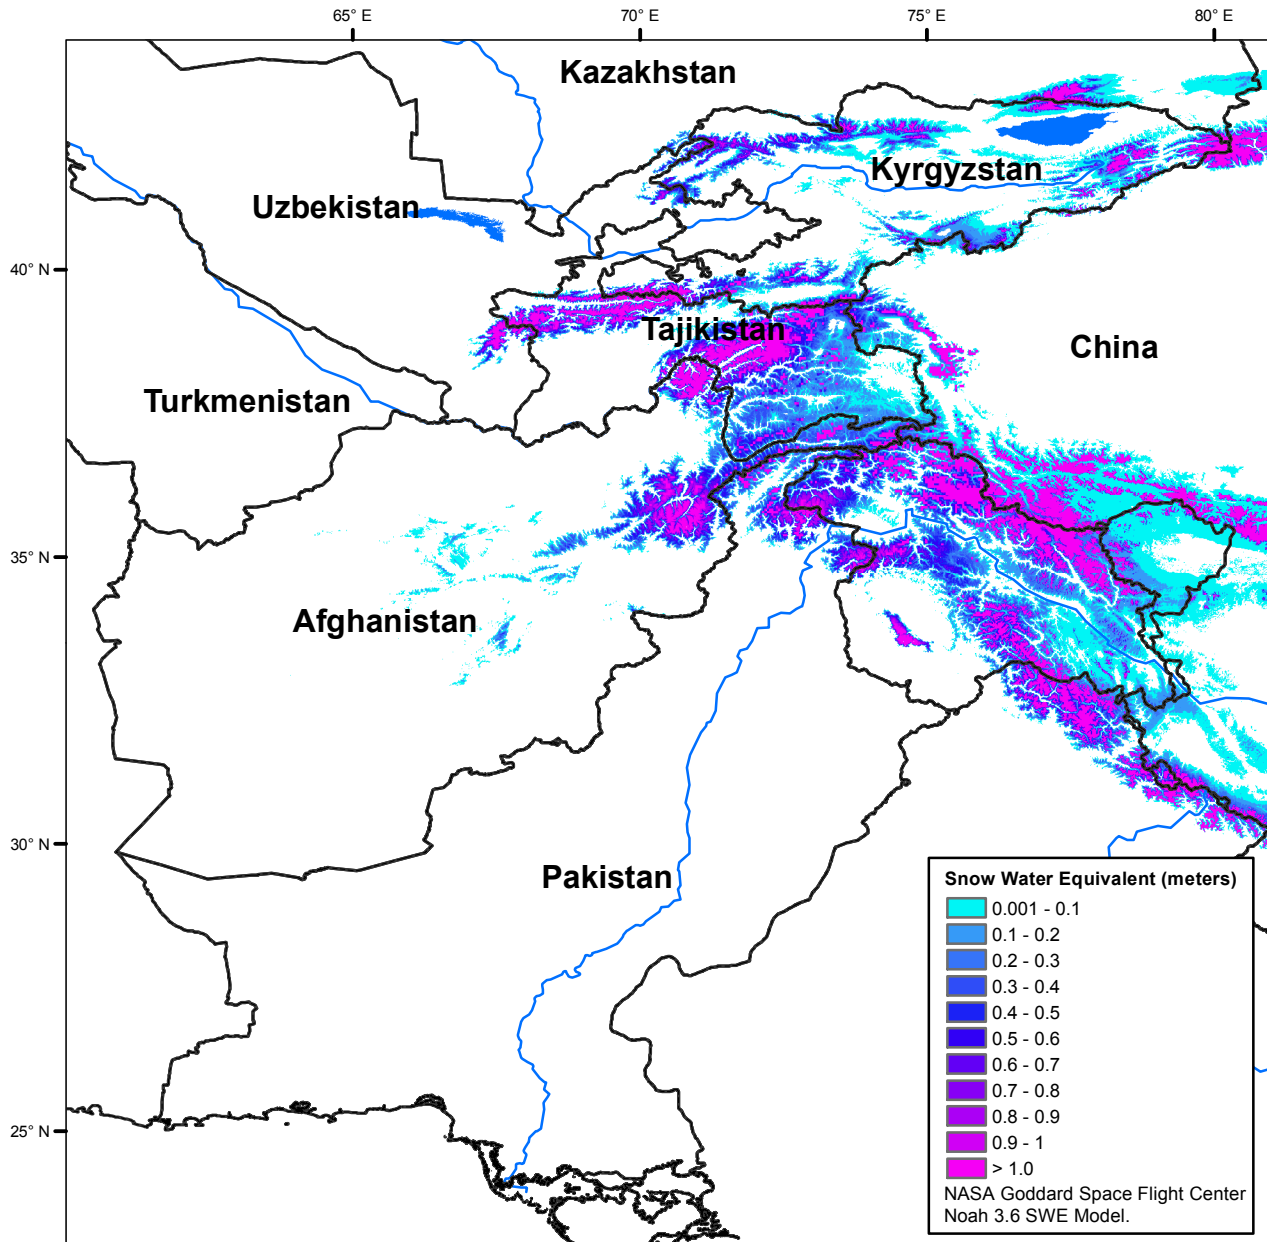 65° E 70° E 75° E 80° E
Kazakhstan
Kyrgyzstan
Uzbekistan
40° N
Tajikistan
China
Turkmenistan
35° N
Afghanistan
30° N
Pakistan
25° N
Snow Water Equivalent (meters)
0.001 - 0.1
0.1 - 0.2
0.2 - 0.3
0.3 - 0.4
0.4 - 0.5
0.5 - 0.6
0.6 - 0.7
0.7 - 0.8
0.8 - 0.9
0.9 - 1
> 1.0
NASA Goddard Space Flight Center
Noah 3.6 SWE Model.